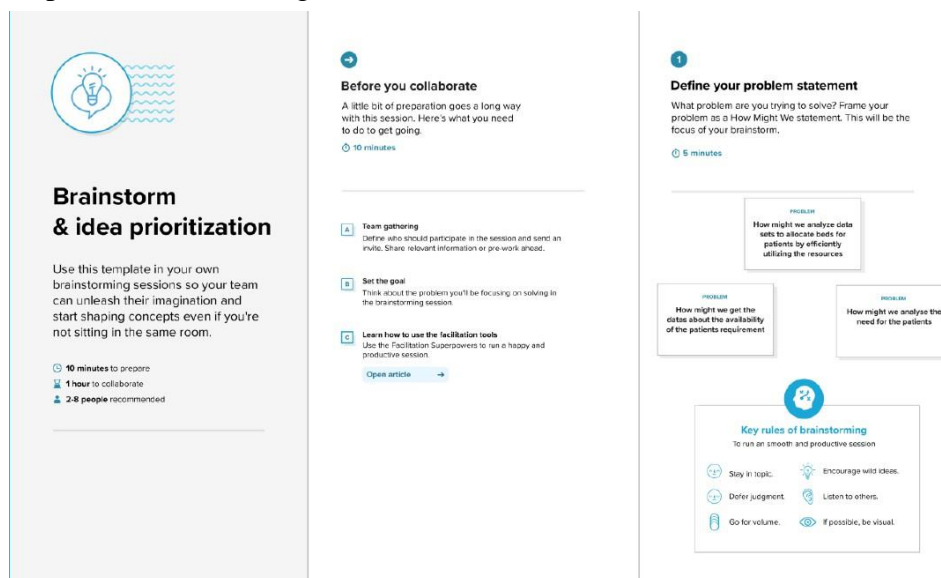 Brainstorm
& idea prioritization
Use this template in your own
brainstorming sessions so your team
can unleash their imagination and
start shaping concepts even if you're
not sitting in the same room.
10 minutes to prepare
1 hour to collaborate
2-8 people recommended
Before you collaborate
A little bit of preparation goes a long way
with this session. Here's what you need
to do to get going.
10 minutes
A
Team gathering
Define who should participate in the session and send an
invite. Share relevant information or pre-work ahead.
B
Set the goal
Think about the problem you'll be focusing on solving in
the brainstorming session.
C
Learn how to use the facilitation tools
Use the Facilitation Superpowers to run a happy and
productive session.
Open article
1
Define your problem statement
What problem are you trying to solve? Frame your
problem as a How Might We statement. This will be the
focus of your brainstorm.
5 minutes
PROBLEM
How might we analyze data
sets to allocate beds for
patients by efficiently
utilizing the resources
PROBLEM
How might we get the
datas about the availability
of the patients requirement
PROBLEM
How might we analyse the
need for the patients
Key rules of brainstorming
To run an smooth and productive session
Stay in topic.
Encourage wild ideas.
Defer judgment.
Listen to others.
Go for volume.
If possible, be visual.